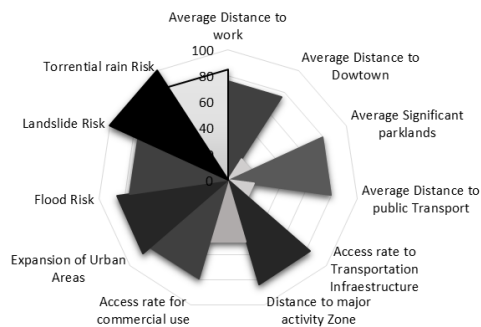 Average Distance to
work
100
80
60
40
20
0
Average Distance to
Dowtown
Average Significant
parklands
Average Distance to
public Transport
Access rate to
Transportation
Infraestructure
Distance to major
activity Zone
Access rate for
commercial use
Expansion of Urban
Areas
Flood Risk
Landslide Risk
Torrential rain Risk